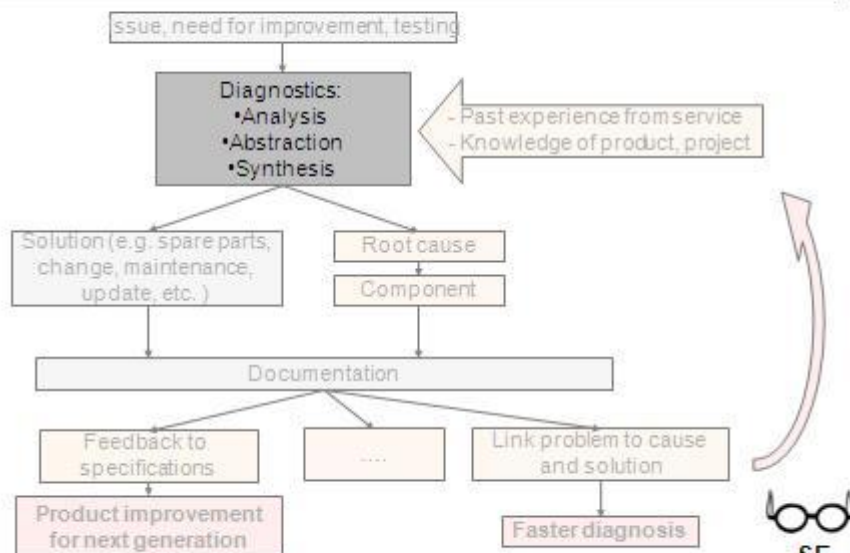 ssue, need for improvement, testing
Diagnostics:
•Analysis
•Abstraction
•Synthesis
- Past experience from service
- Knowledge of product, project
Solution (e.g. spare parts,
change, maintenance,
update, etc. )
Root cause
Component
Documentation
Feedback to
specifications
....
Link problem to cause
and solution
Product improvement
for next generation
Faster diagnosis